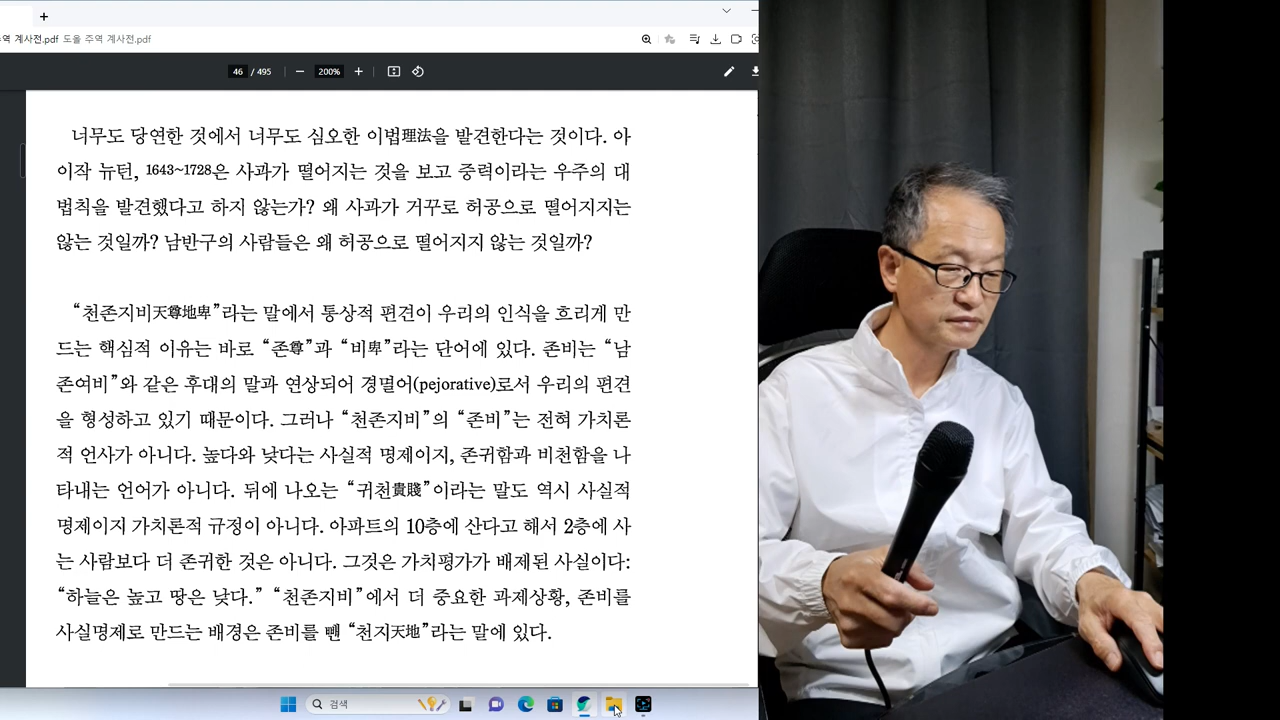 주역 계사전.pdf 도올 주역 계사전.pdf
46 / 495 200%
너무도 당연한 것에서 너무도 심오한 이법理法을 발견한다는 것이다. 아
이작 뉴턴, 1643~1728은 사과가 떨어지는 것을 보고 중력이라는 우주의 대
법칙을 발견했다고 하지 않는가? 왜 사과가 거꾸로 허공으로 떨어지지는
않는 것일까? 남반구의 사람들은 왜 허공으로 떨어지지 않는 것일까?
“천존지비天尊地卑”라는 말에서 통상적 편견이 우리의 인식을 흐리게 만
드는 핵심적 이유는 바로 “존尊”과 “비卑”라는 단어에 있다. 존비는 “남
존여비”와 같은 후대의 말과 연상되어 경멸어(pejorative)로서 우리의 편견
을 형성하고 있기 때문이다. 그러나 “천존지비”의 “존비”는 전혀 가치론
적 언사가 아니다. 높다와 낮다는 사실적 명제이지, 존귀함과 비천함을 나
타내는 언어가 아니다. 뒤에 나오는 “귀천貴賤”이라는 말도 역시 사실적
명제이지 가치론적 규정이 아니다. 아파트의 10층에 산다고 해서 2층에 사
는 사람보다 더 존귀한 것은 아니다. 그것은 가치평가가 배제된 사실이다:
“하늘은 높고 땅은 낮다.” “천존지비”에서 더 중요한 과제상황, 존비를
사실명제로 만드는 배경은 존비를 뺀 “천지天地”라는 말에 있다.
검색